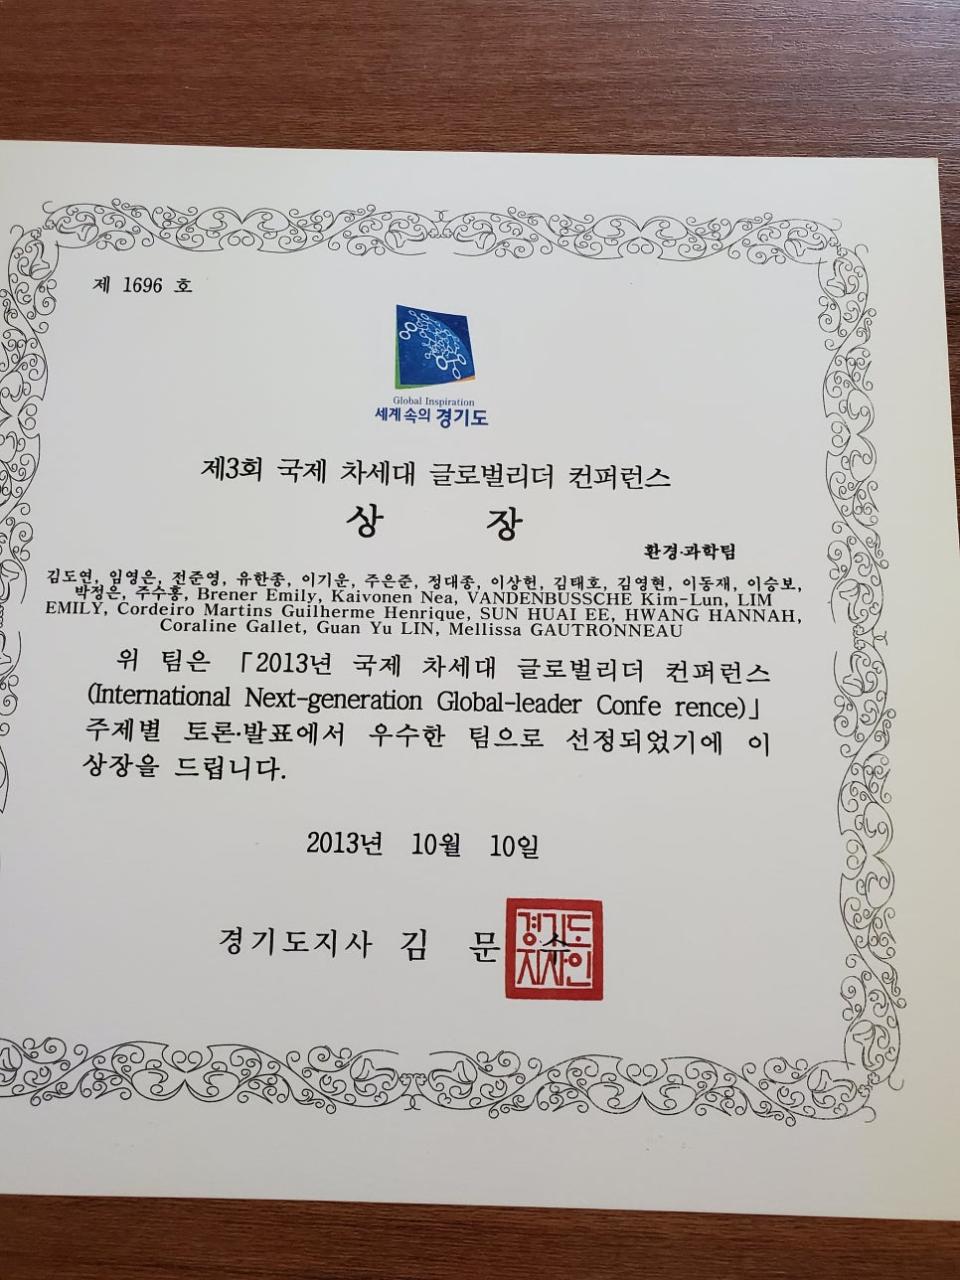 제 1696 호
Global Inspiration
세계 속의 경기도
제3회 국제 차세대 글로벌리더 컨퍼런스
상 장
환경·과학팀
김도연, 임영은, 전준영, 유한종, 이기운, 주은준, 정대종, 이상헌, 김태호, 김영현, 이동재, 이승보,
박정은, 주수홍, Brener Emily, Kaivonen Nea, VANDENBUSSCHE Kim-Lun, LIM
EMILY, Cordeiro Martins Guilherme Henrique, SUN HUAI EE, HWANG HANNAH,
Coraline Gallet, Guan Yu LIN, Mellissa GAUTRONNEAU
위 팀은 「2013년 국제 차세대 글로벌리더 컨퍼런스
(International Next-generation Global-leader Confe rence)」
주제별 토론·발표에서 우수한 팀으로 선정되었기에 이
상장을 드립니다.
2013년 10월 10일
경기도지사 김 문 수
경기도
지사인